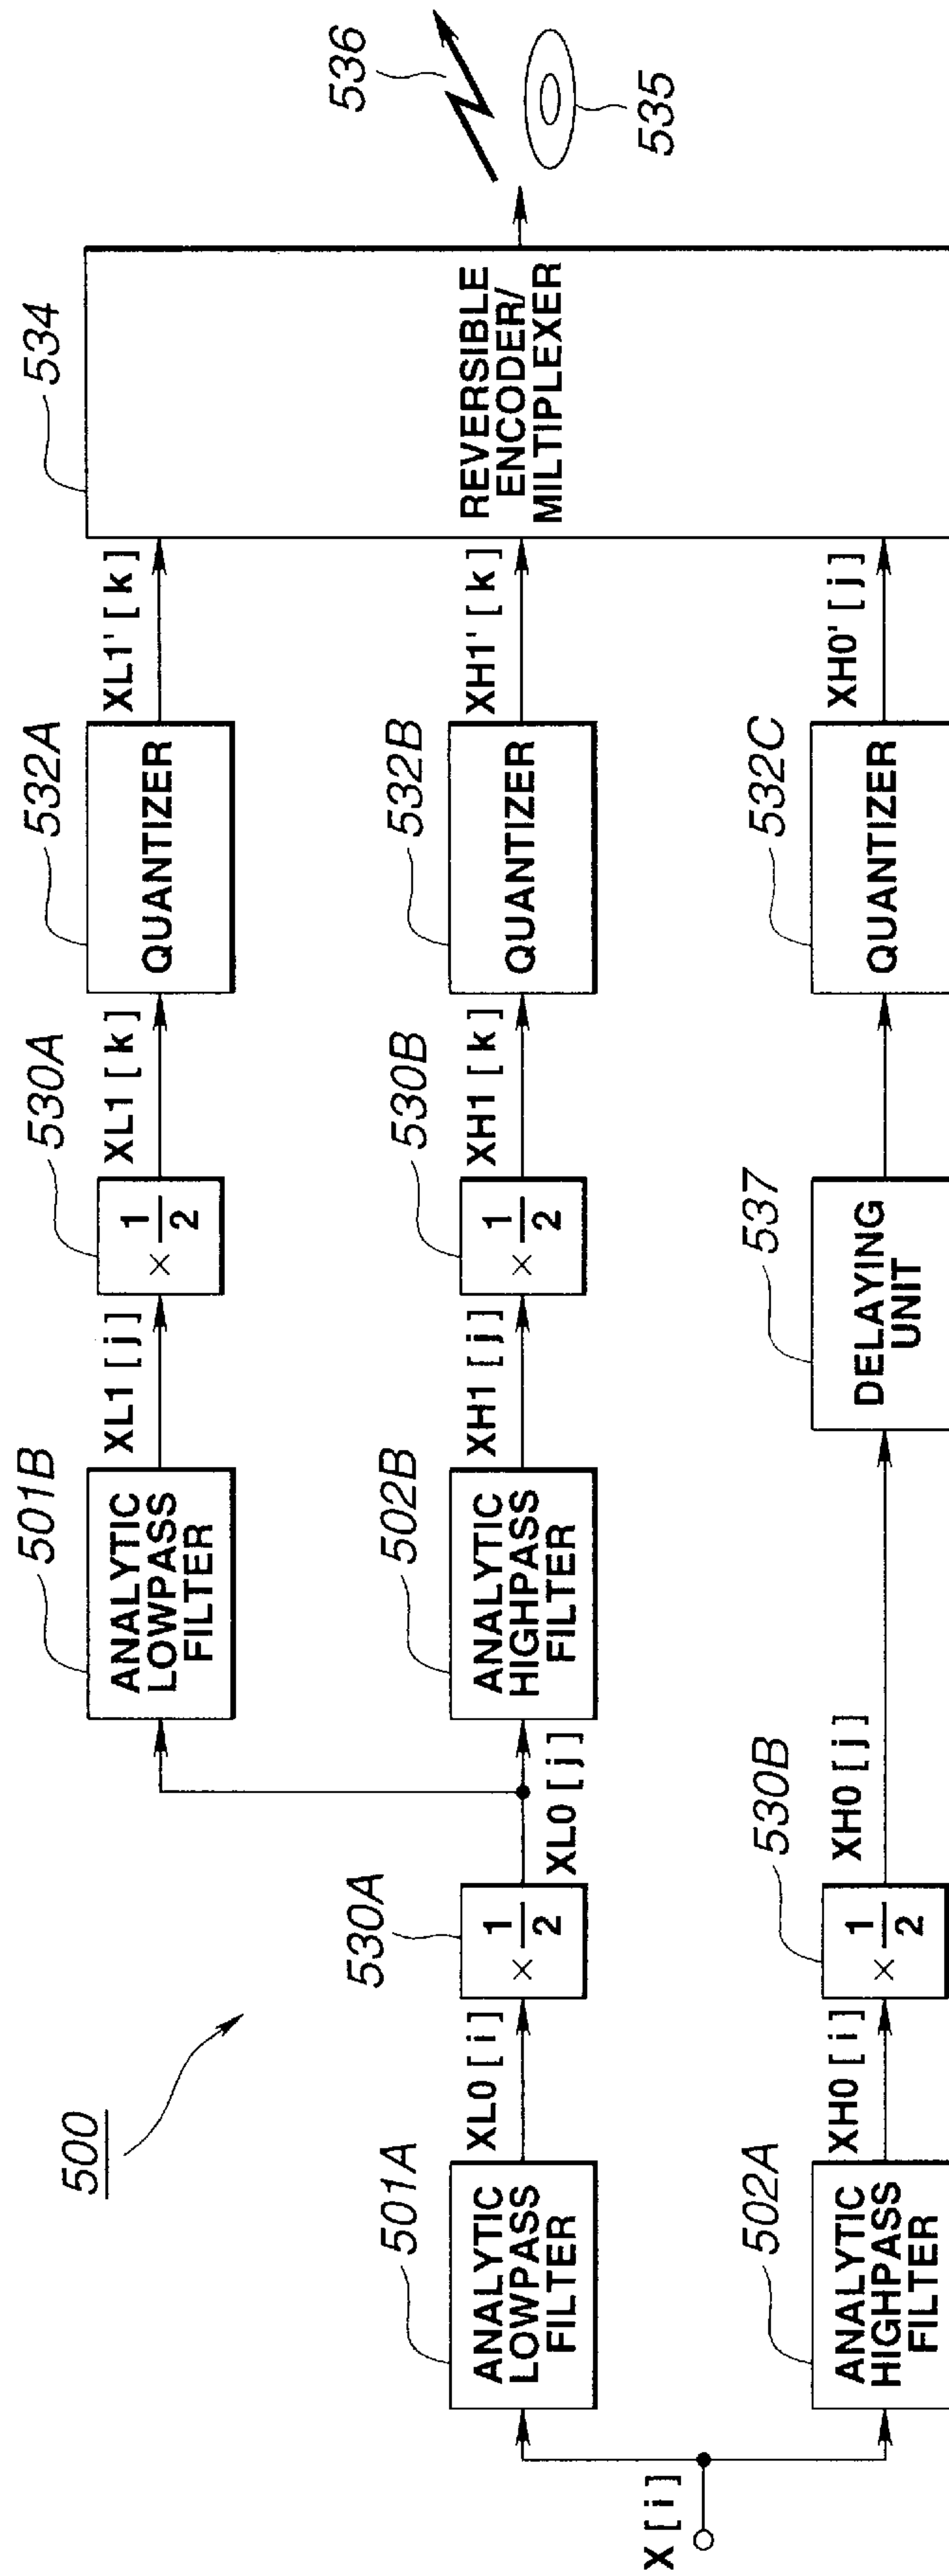 500
X [ i ]
501A
ANALYTIC
LOWPASS
FILTER
XL0 [ i ]
530A
× 1/2
XL0 [ j ]
502A
ANALYTIC
HIGHPASS
FILTER
XH0 [ i ]
530B
× 1/2
XH0 [ j ]
501B
ANALYTIC
LOWPASS
FILTER
XL1 [ j ]
530A
× 1/2
XL1 [ k ]
532A
QUANTIZER
XL1' [ k ]
502B
ANALYTIC
HIGHPASS
FILTER
XH1 [ j ]
530B
× 1/2
XH1 [ k ]
532B
QUANTIZER
XH1' [ k ]
537
DELAYING
UNIT
532C
QUANTIZER
XH0' [ j ]
534
REVERSIBLE
ENCODER/
MILTIPLEXER
536
535